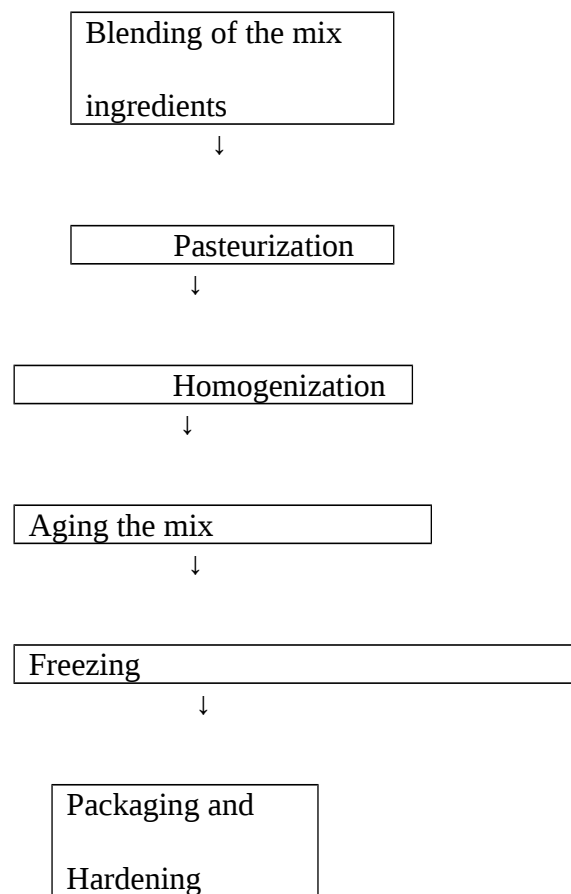 Blending of the mix
ingredients
↓
Pasteurization
↓
Homogenization
↓
Aging the mix
↓
Freezing
↓
Packaging and
Hardening